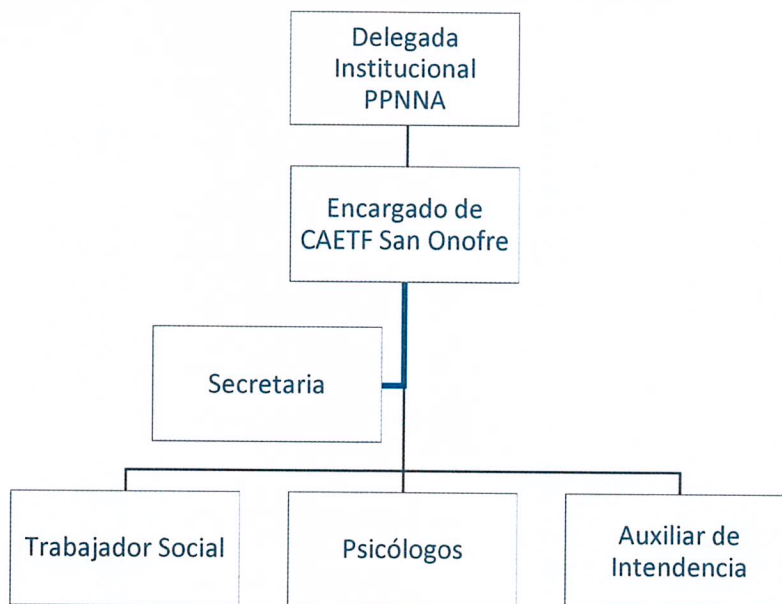 Delegada
Institucional
PPNNA
Encargado de
CAETF San Onofre
Secretaria
Trabajador Social
Psicólogos
Auxiliar de
Intendencia